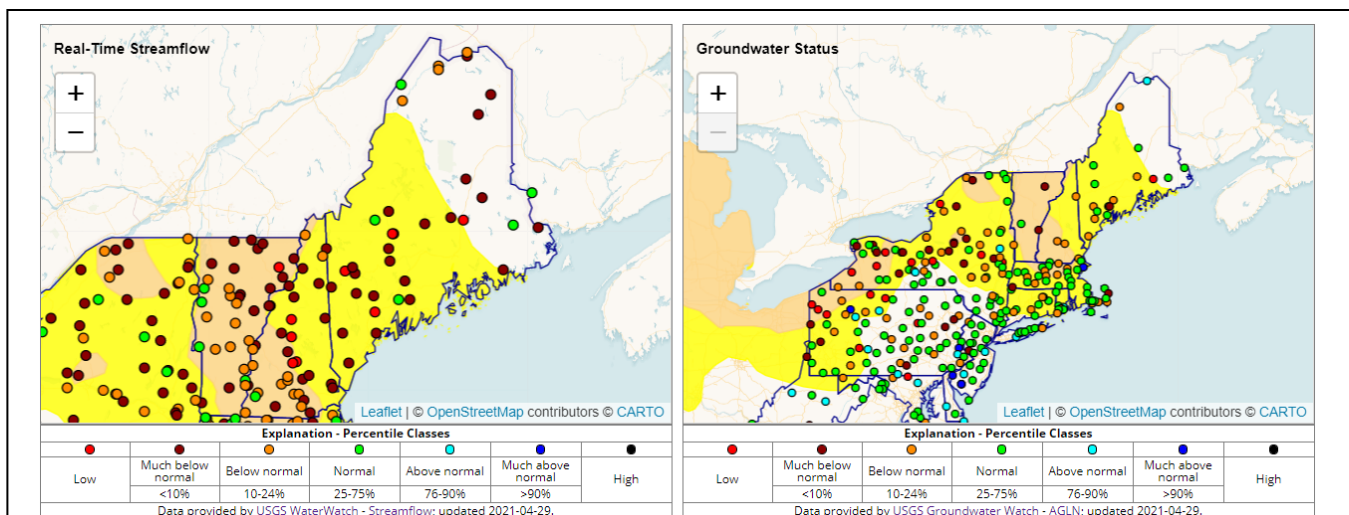 Real-Time Streamflow
+
−
Leaflet | © OpenStreetMap contributors © CARTO
Explanation - Percentile Classes
Low
Much below normal
Below normal
Normal
Above normal
Much above normal
High
<10%
10-24%
25-75%
76-90%
>90%
Data provided by USGS WaterWatch - Streamflow; updated 2021-04-29.
Groundwater Status
+
−
Leaflet | © OpenStreetMap contributors © CARTO
Explanation - Percentile Classes
Low
Much below normal
Below normal
Normal
Above normal
Much above normal
High
<10%
10-24%
25-75%
76-90%
>90%
Data provided by USGS Groundwater Watch - AGLN; updated 2021-04-29.